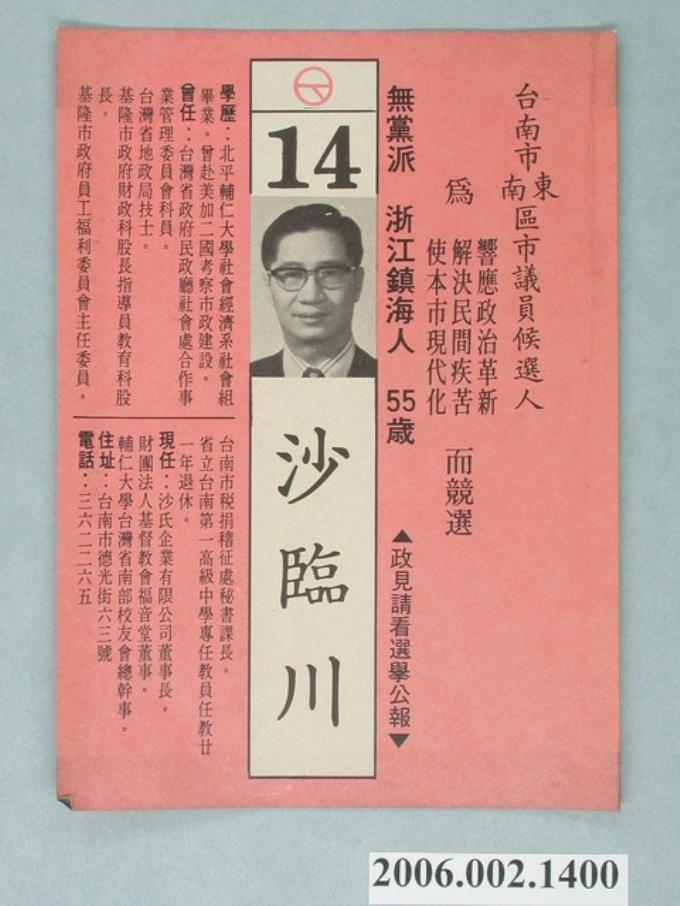 台南市東南區市議員候選人
為
響應政治革新
解決民間疾苦
使本市現代化
而競選
無黨派 浙江鎮海人 55歲
▲政見請看選舉公報▼
14
沙臨川
學歷：北平輔仁大學社會經濟系社會組
畢業。曾赴美加二國考察市政建設。
曾任：台灣省政府民政廳社會處合作事
業管理委員會科員。
台灣省地政局技士。
基隆市政府財政科股長指導員教育科股
長。
基隆市政府員工福利委員會主任委員。
台南市稅捐稽征處秘書課長。
省立台南第一高級中學專任教員任教廿
一年退休。
現任：沙氏企業有限公司董事長。
財團法人基督教會福音堂董事。
輔仁大學台灣省南部校友會總幹事。
住址：台南市德光街六三號
電話：三六二二六五
2006.002.1400